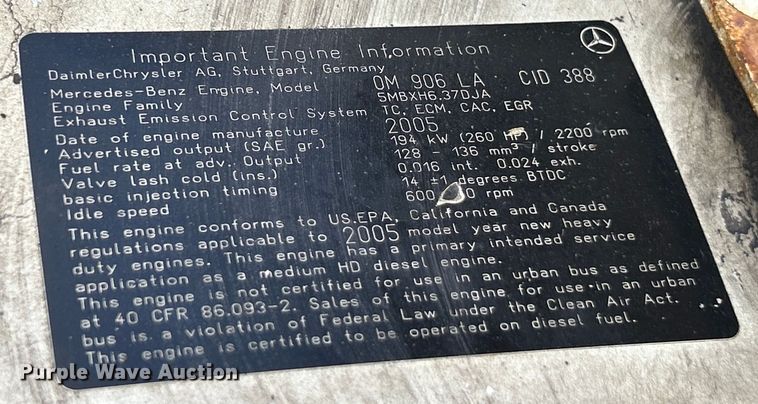 Important Engine Information
DaimlerChrysler AG, Stuttgart, Germany
Mercedes-Benz Engine, Model OM 906 LA CID 388
Engine Family 5MBXH6.37DJA
Exhaust Emission Control System TC, ECM, CAC, EGR
Date of engine manufacture 2005
Advertised output (SAE gr.) 194 kW (260 HP) / 2200 rpm
Fuel rate at adv. Output 128 - 136 mm³ / stroke
Valve lash cold (ins.) 0.016 int. 0.024 exh.
basic injection timing 14 ±1 degrees BTDC
Idle speed 600 rpm
This engine conforms to US.EPA, California and Canada
regulations applicable to 2005 model year new heavy
duty engines. This engine has a primary intended service
application as a medium HD diesel engine.
This engine is not certified for use in an urban bus as defined
at 40 CFR 86.093-2. Sales of this engine for use in an urban
bus is a violation of Federal Law under the Clean Air Act.
This engine is certified to be operated on diesel fuel.
Purple Wave Auction